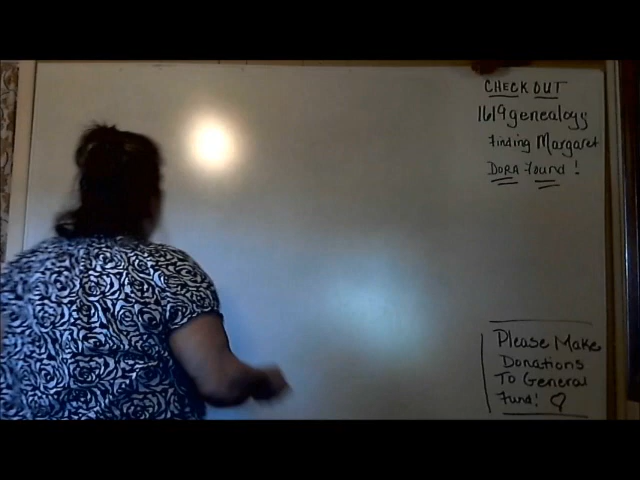 CHECK OUT
1619genealogy
Finding Margaret
DORA Found !
Please Make
Donations
To General
Fund! ♡